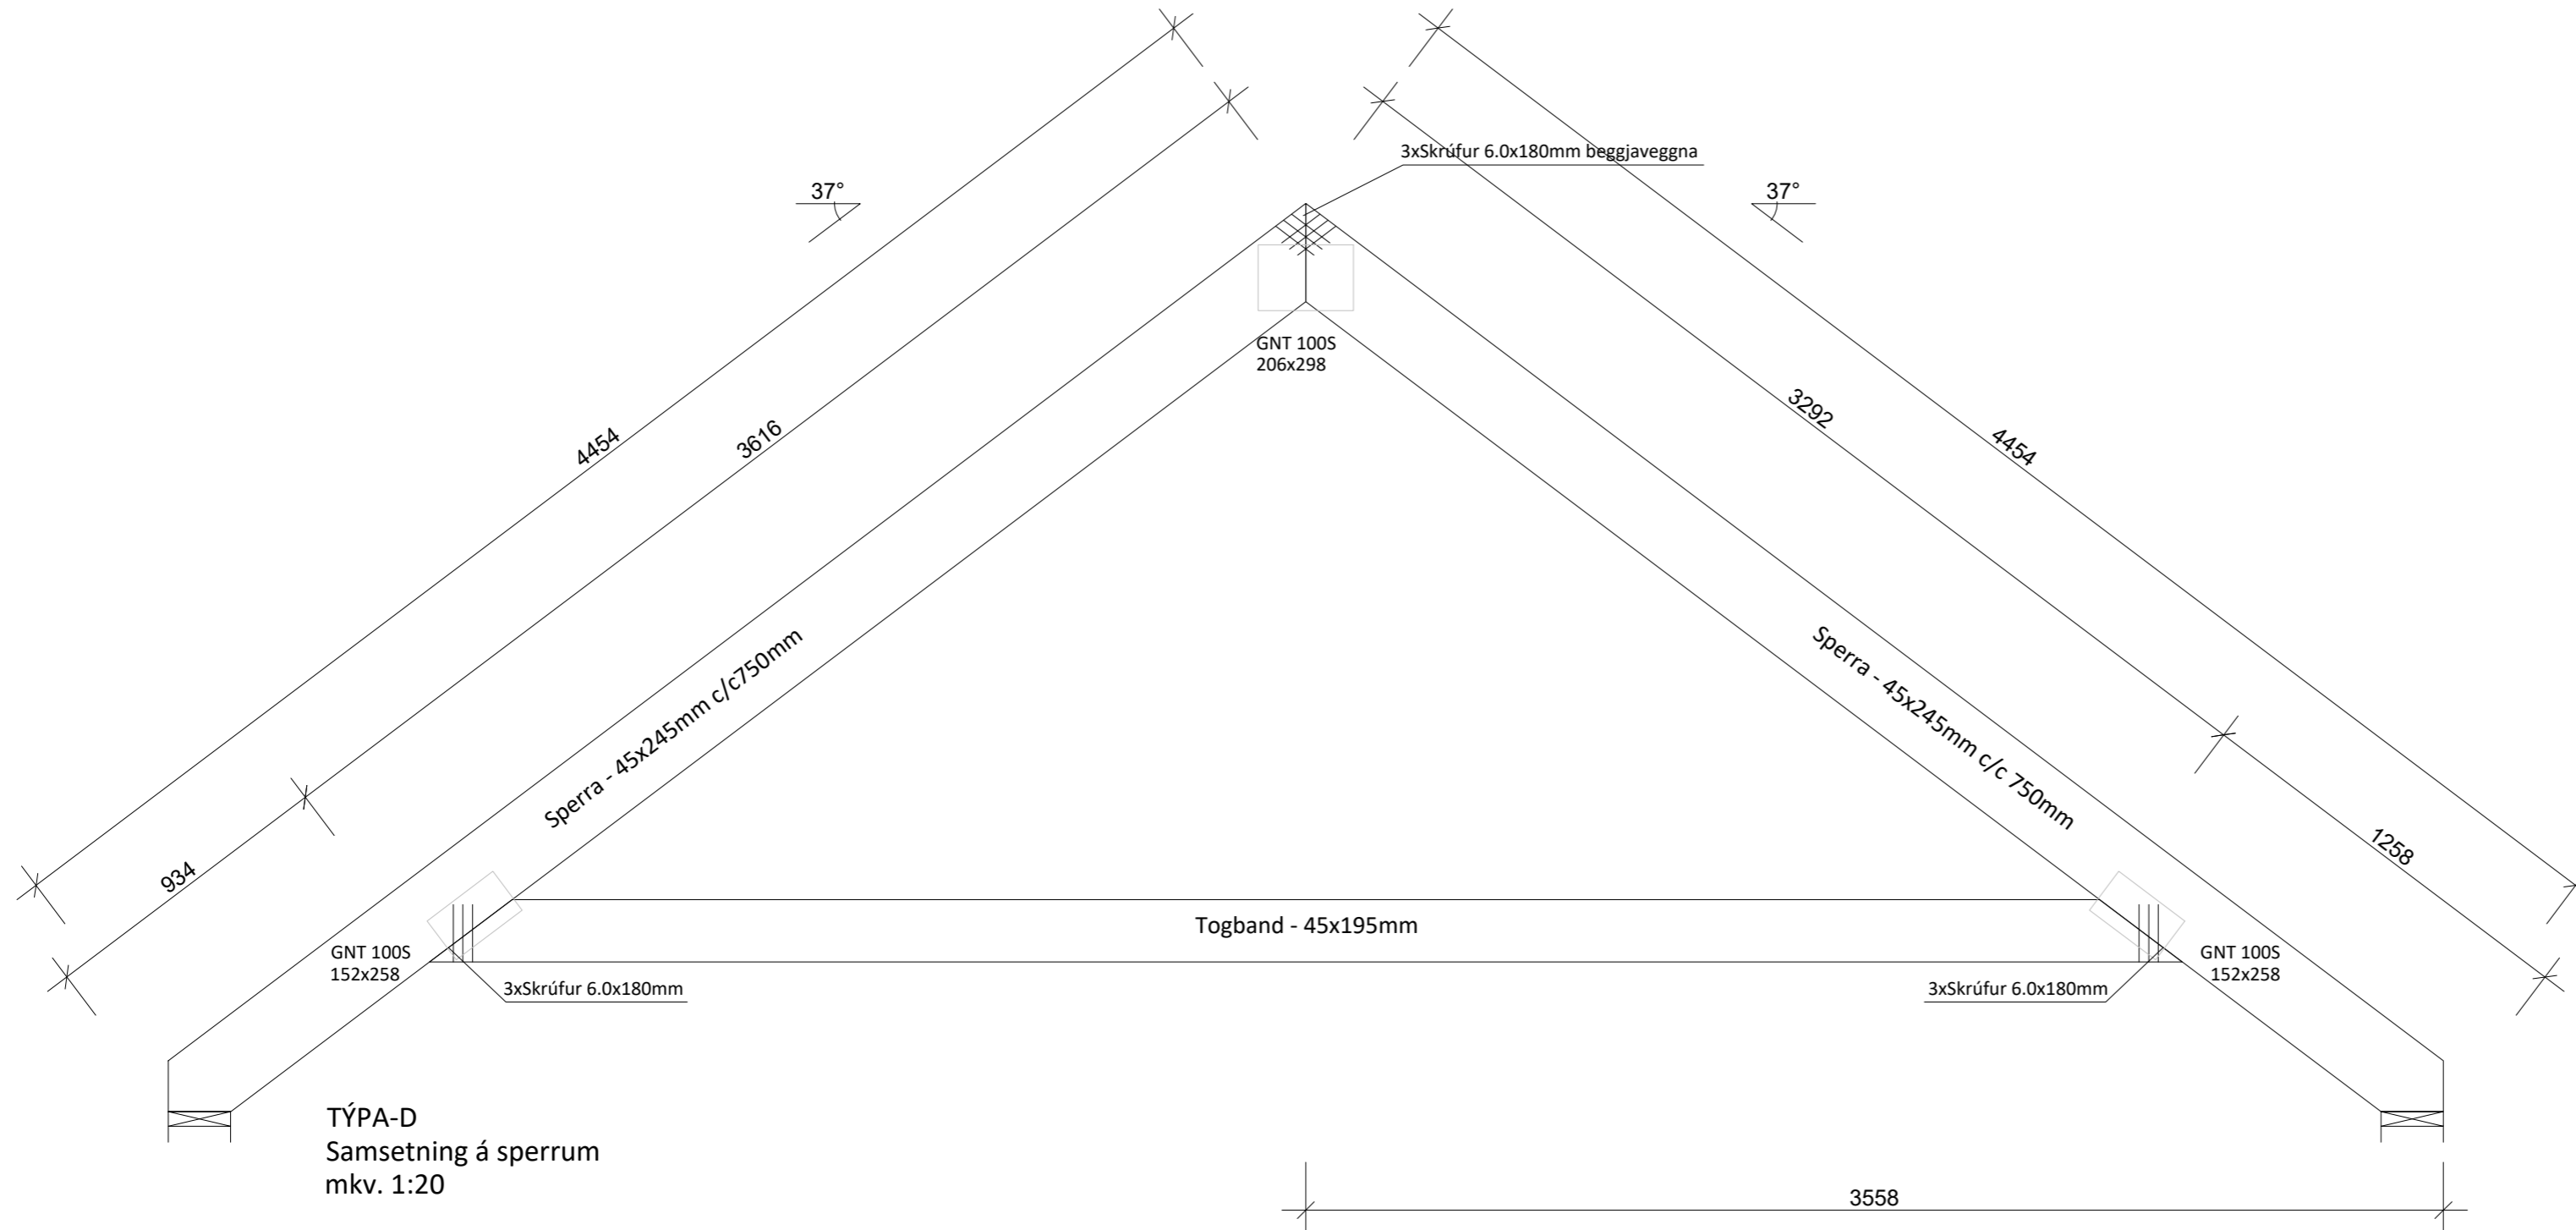 3xSkrúfur 6.0x180mm beggjaveggna
37°
37°
GNT 100S
206x298
4454
3616
3292
4454
Sperra - 45x245mm c/c750mm
Sperra - 45x245mm c/c 750mm
934
1258
Togband - 45x195mm
GNT 100S
152x258
GNT 100S
152x258
3xSkrúfur 6.0x180mm
3xSkrúfur 6.0x180mm
TÝPA-D
Samsetning á sperrum
mkv. 1:20
3558